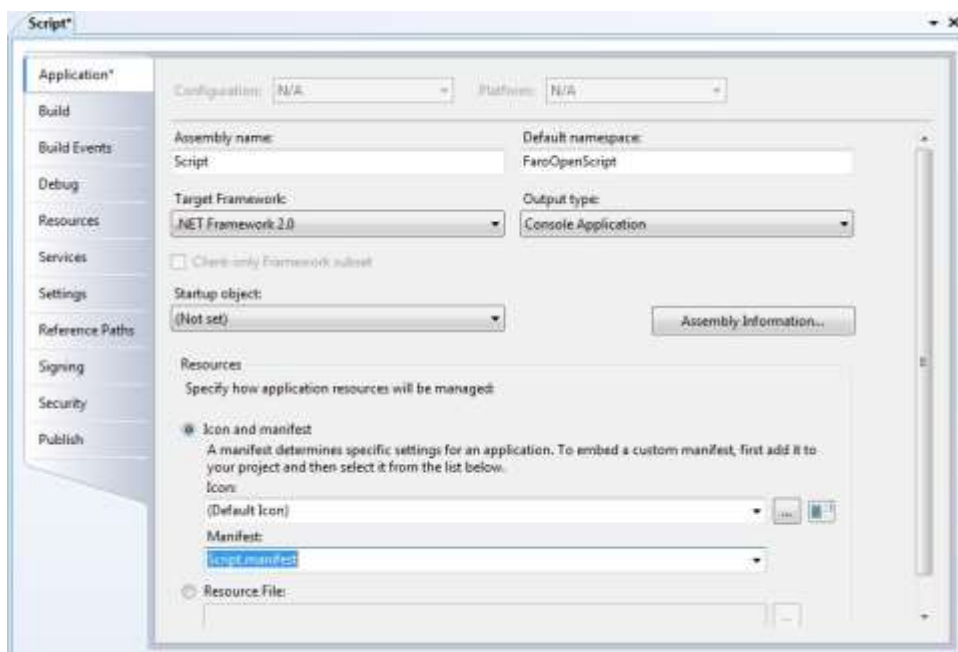 Script*
Application*
Build
Build Events
Debug
Resources
Services
Settings
Reference Paths
Signing
Security
Publish
Configuration: N/A Platform: N/A
Assembly name: Default namespace:
Script FaroOpenScript
Target Framework: Output type:
.NET Framework 2.0 Console Application
Client-only Framework subset
Startup object:
(Not set) Assembly Information...
Resources
Specify how application resources will be managed:
Icon and manifest
A manifest determines specific settings for an application. To embed a custom manifest, first add it to
your project and then select it from the list below.
Icon:
(Default Icon) ...
Manifest:
Script.manifest
Resource File:
...